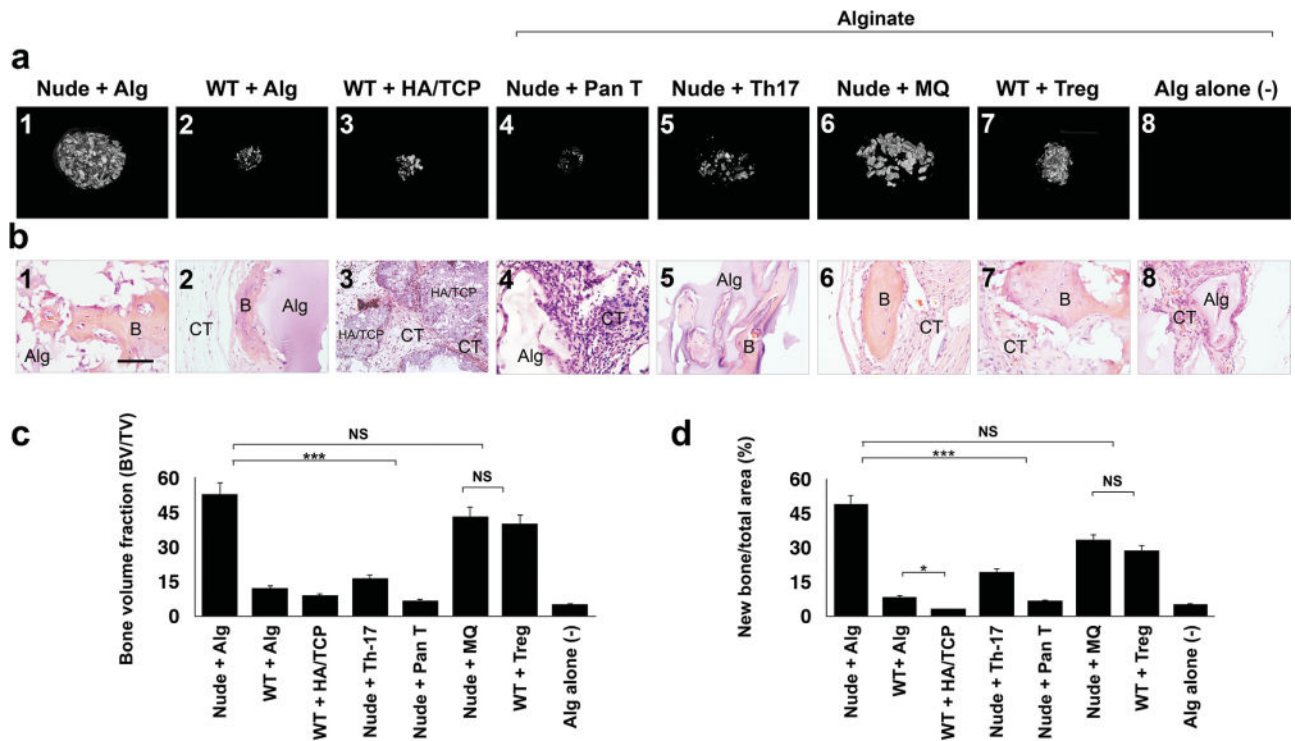 Alginate
a
Nude + Alg WT + Alg WT + HA/TCP Nude + Pan T Nude + Th17 Nude + MQ WT + Treg Alg alone (-)
1 2 3 4 5 6 7 8
b
1 2 3 4 5 6 7 8
Alg B
CT B Alg
HA/TCP HA/TCP CT CT
Alg CT
Alg B
B CT
CT
Alg CT
c
Bone volume fraction (BV/TV)
NS
***
NS
60
45
30
15
0
Nude + Alg
WT + Alg
WT + HA/TCP
Nude + Th-17
Nude + Pan T
Nude + MQ
WT + Treg
Alg alone (-)
d
New bone/total area (%)
NS
***
NS
*
60
45
30
15
0
Nude + Alg
WT+ Alg
WT + HA/TCP
Nude + Th-17
Nude + Pan T
Nude + MQ
WT + Treg
Alg alone (-)